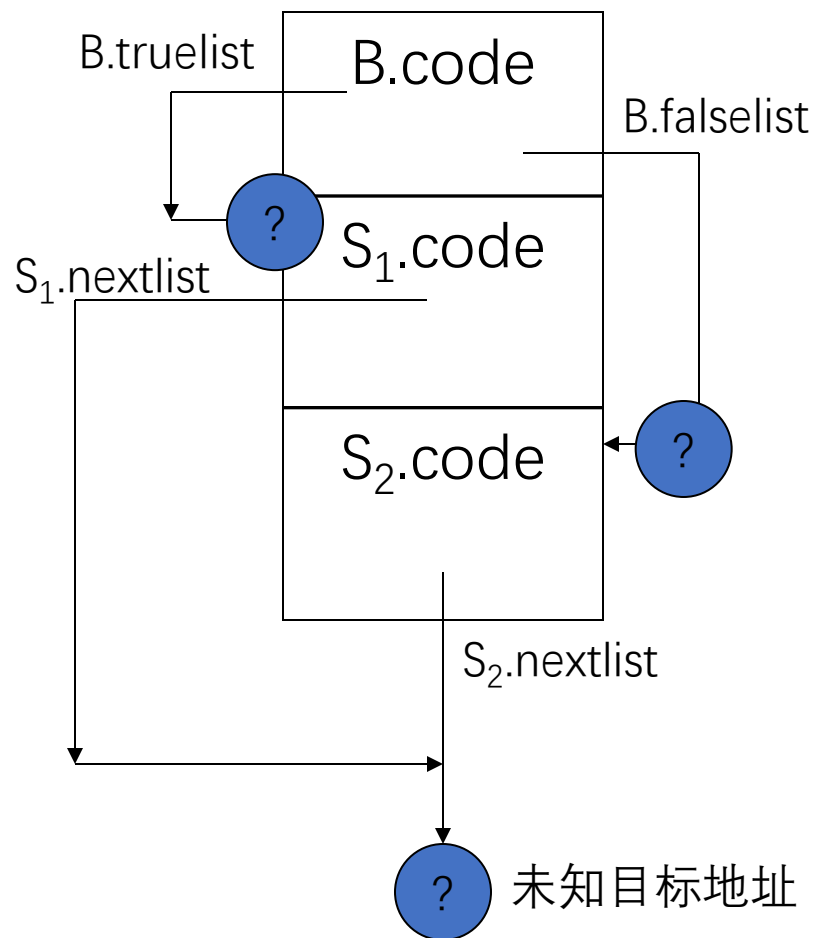 B.truelist
B.code
B.falselist
?
S₁.code
S₁.nextlist
S₂.code
?
S₂.nextlist
? 未知目标地址